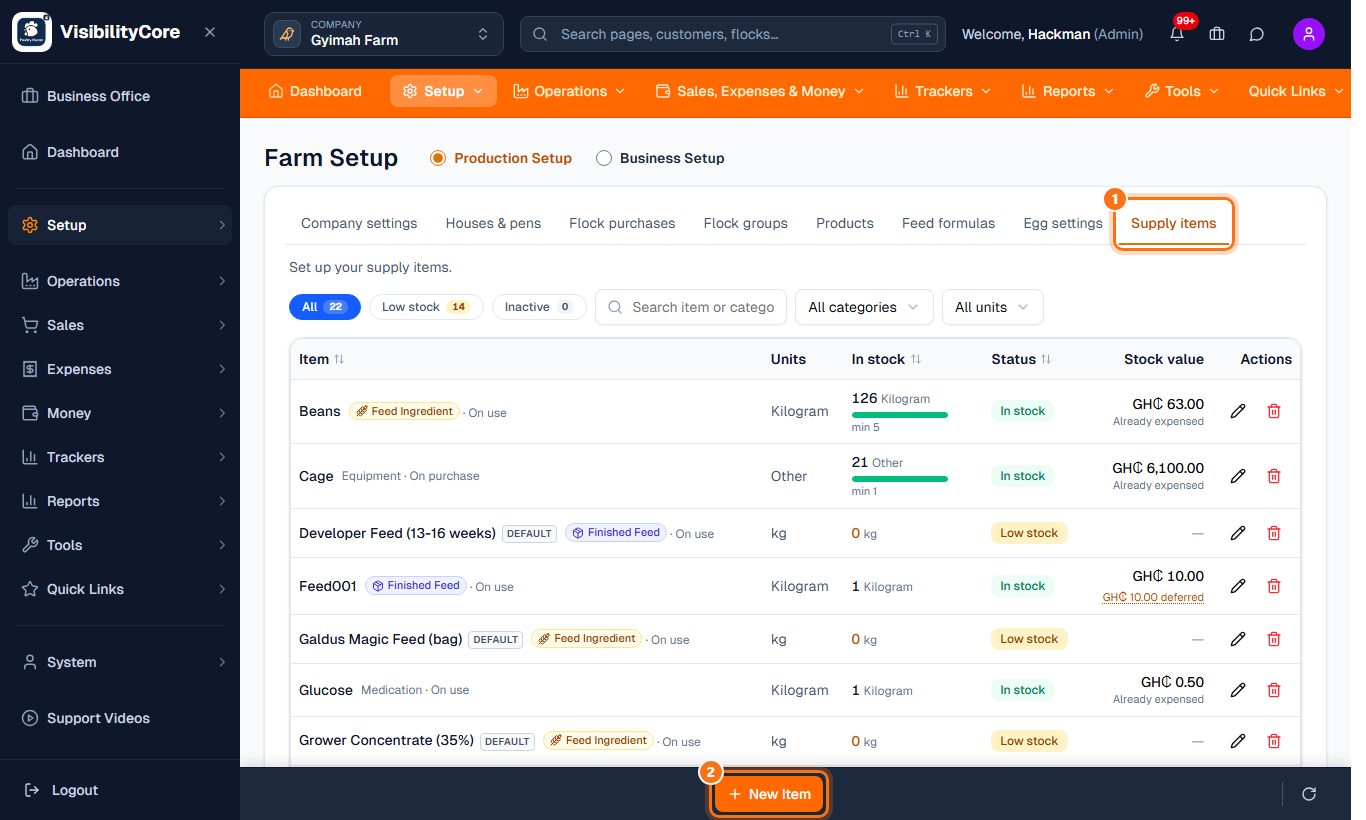 VisibilityCore
COMPANY
Gyimah Farm
Search pages, customers, flocks...
Ctrl K
Welcome, Hackman (Admin)
99+
Business Office
Dashboard
Setup
Operations
Sales
Expenses
Money
Trackers
Reports
Tools
Quick Links
System
Support Videos
Logout
Dashboard
Setup
Operations
Sales, Expenses & Money
Trackers
Reports
Tools
Quick Links
Farm Setup
Production Setup
Business Setup
Company settings
Houses & pens
Flock purchases
Flock groups
Products
Feed formulas
Egg settings
1
Supply items
Set up your supply items.
All 22
Low stock 14
Inactive 0
Search item or catego
All categories
All units
Item Units In stock Status Stock value Actions
Beans Feed Ingredient · On use Kilogram 126 Kilogram min 5 In stock GH₵ 63.00 Already expensed
Cage Equipment · On purchase Other 21 Other min 1 In stock GH₵ 6,100.00 Already expensed
Developer Feed (13-16 weeks) DEFAULT Finished Feed · On use kg 0 kg Low stock —
Feed001 Finished Feed · On use Kilogram 1 Kilogram In stock GH₵ 10.00 GH₵ 10.00 deferred
Galdus Magic Feed (bag) DEFAULT Feed Ingredient · On use kg 0 kg Low stock —
Glucose Medication · On use Kilogram 1 Kilogram In stock GH₵ 0.50 Already expensed
Grower Concentrate (35%) DEFAULT Feed Ingredient · On use kg 0 kg Low stock —
2
+ New Item